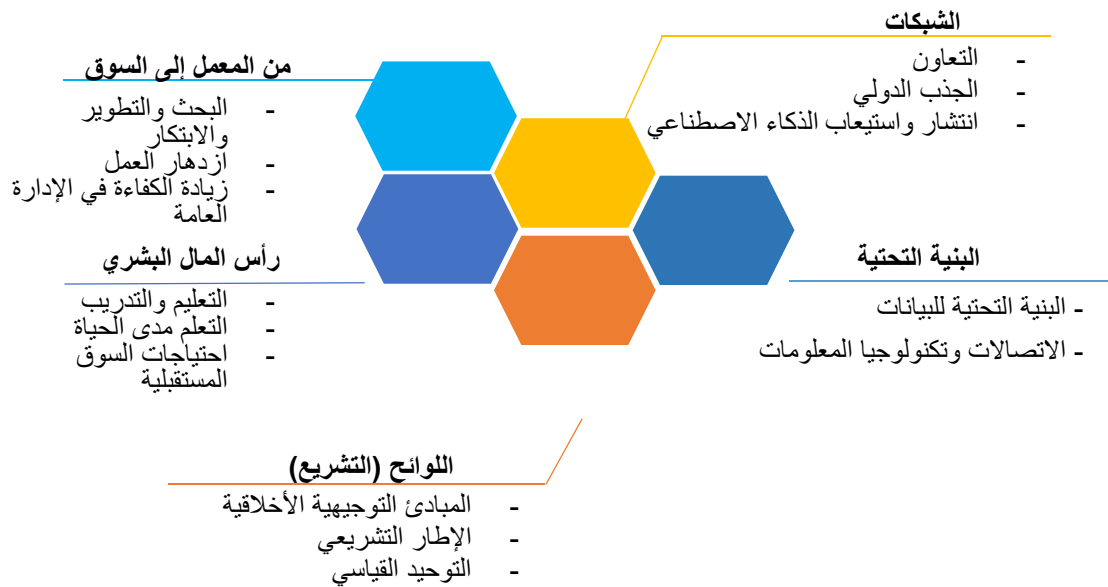 الشبكات
- التعاون
- الجذب الدولي
- انتشار واستيعاب الذكاء الاصطناعي
من المعمل إلى السوق
- البحث والتطوير
والابتكار
- ازدهار العمل
- زيادة الكفاءة في الإدارة
العامة
البنية التحتية
- البنية التحتية للبيانات
- الاتصالات وتكنولوجيا المعلومات
رأس المال البشري
- التعليم والتدريب
- التعلم مدى الحياة
- احتياجات السوق
المستقبلية
اللوائح (التشريع)
- المبادئ التوجيهية الأخلاقية
- الإطار التشريعي
- التوحيد القياسي